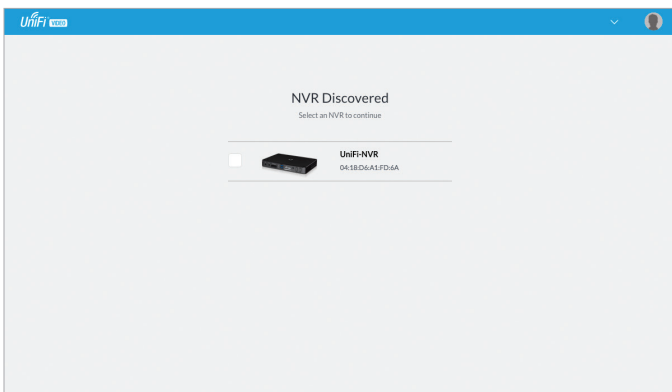 UniFi VIDEO
NVR Discovered
Select an NVR to continue
UniFi-NVR
04:18:D6:A1:FD:6A